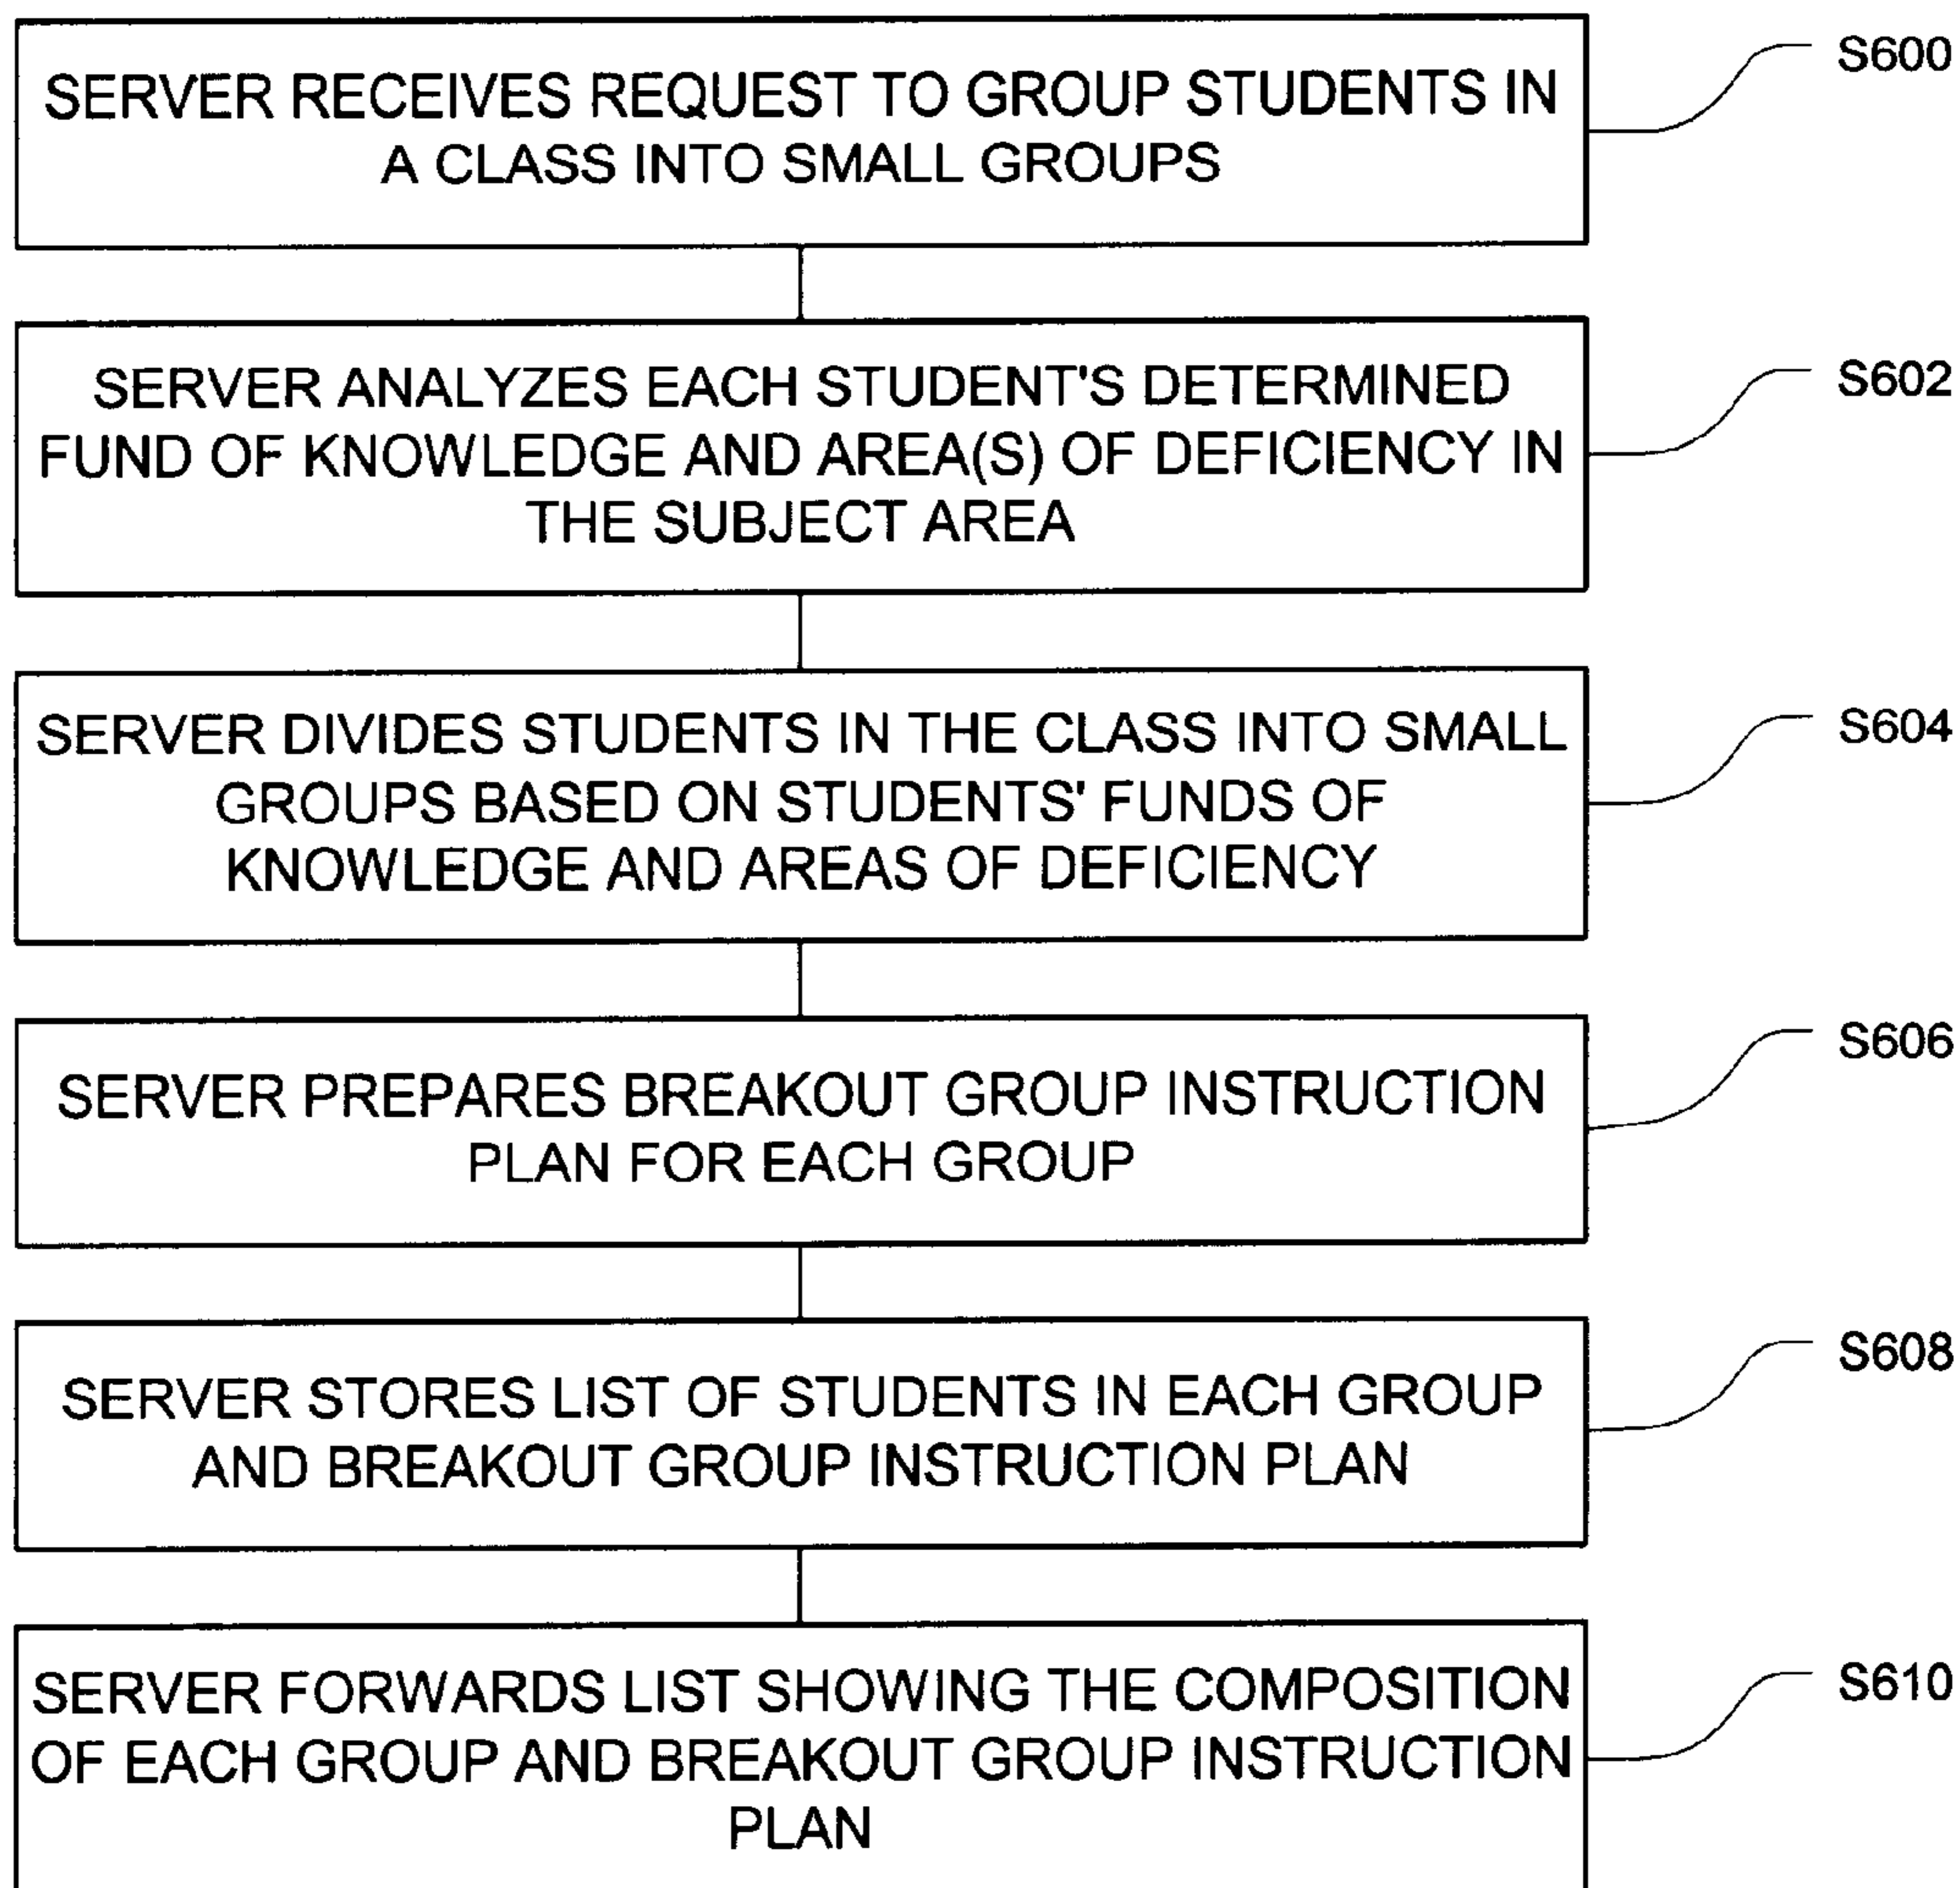 SERVER RECEIVES REQUEST TO GROUP STUDENTS IN
A CLASS INTO SMALL GROUPS
S600
SERVER ANALYZES EACH STUDENT'S DETERMINED
FUND OF KNOWLEDGE AND AREA(S) OF DEFICIENCY IN
THE SUBJECT AREA
S602
SERVER DIVIDES STUDENTS IN THE CLASS INTO SMALL
GROUPS BASED ON STUDENTS' FUNDS OF
KNOWLEDGE AND AREAS OF DEFICIENCY
S604
SERVER PREPARES BREAKOUT GROUP INSTRUCTION
PLAN FOR EACH GROUP
S606
SERVER STORES LIST OF STUDENTS IN EACH GROUP
AND BREAKOUT GROUP INSTRUCTION PLAN
S608
SERVER FORWARDS LIST SHOWING THE COMPOSITION
OF EACH GROUP AND BREAKOUT GROUP INSTRUCTION
PLAN
S610